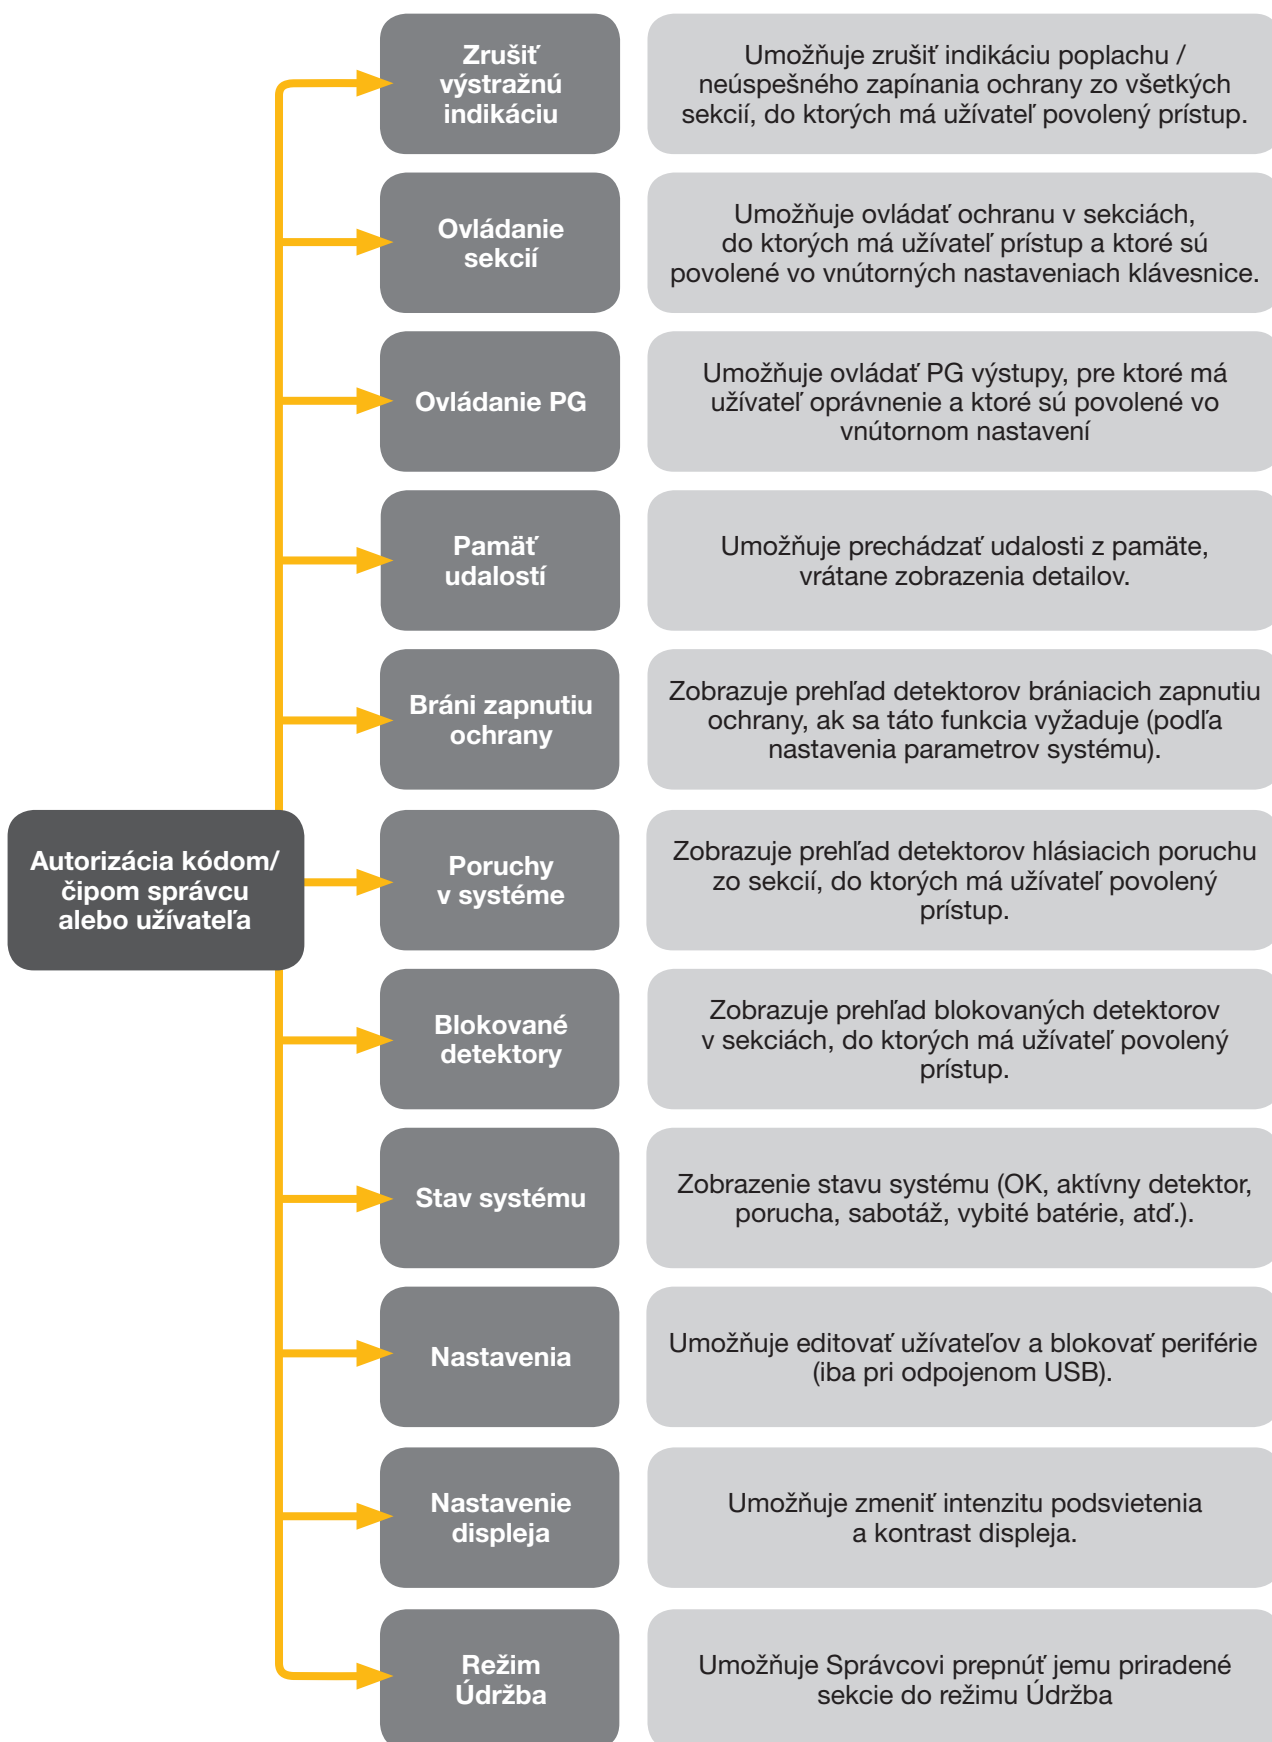 Zrušiť
výstražnú
indikáciu
Umožňuje zrušiť indikáciu poplachu /
neúspešného zapínania ochrany zo všetkých
sekcií, do ktorých má užívateľ povolený prístup.
Ovládanie
sekcií
Umožňuje ovládať ochranu v sekciách,
do ktorých má užívateľ prístup a ktoré sú
povolené vo vnútorných nastaveniach klávesnice.
Ovládanie PG
Umožňuje ovládať PG výstupy, pre ktoré má
užívateľ oprávnenie a ktoré sú povolené vo
vnútornom nastavení
Pamäť
udalostí
Umožňuje prechádzať udalosti z pamäte,
vrátane zobrazenia detailov.
Bráni zapnutiu
ochrany
Zobrazuje prehľad detektorov brániacich zapnutiu
ochrany, ak sa táto funkcia vyžaduje (podľa
nastavenia parametrov systému).
Autorizácia kódom/
čipom správcu
alebo užívateľa
Poruchy
v systéme
Zobrazuje prehľad detektorov hlásiacich poruchu
zo sekcií, do ktorých má užívateľ povolený
prístup.
Blokované
detektory
Zobrazuje prehľad blokovaných detektorov
v sekciách, do ktorých má užívateľ povolený
prístup.
Stav systému
Zobrazenie stavu systému (OK, aktívny detektor,
porucha, sabotáž, vybité batérie, atď.).
Nastavenia
Umožňuje editovať užívateľov a blokovať periférie
(iba pri odpojenom USB).
Nastavenie
displeja
Umožňuje zmeniť intenzitu podsvietenia
a kontrast displeja.
Režim
Údržba
Umožňuje Správcovi prepnúť jemu priradené
sekcie do režimu Údržba